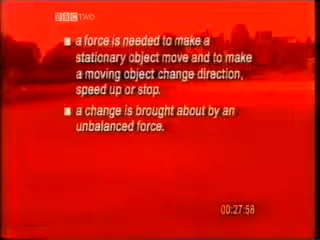 BBC TWO
a force is needed to make a
stationary object move and to make
a moving object change direction,
speed up or stop.
a change is brought about by an
unbalanced force.
00:27:58